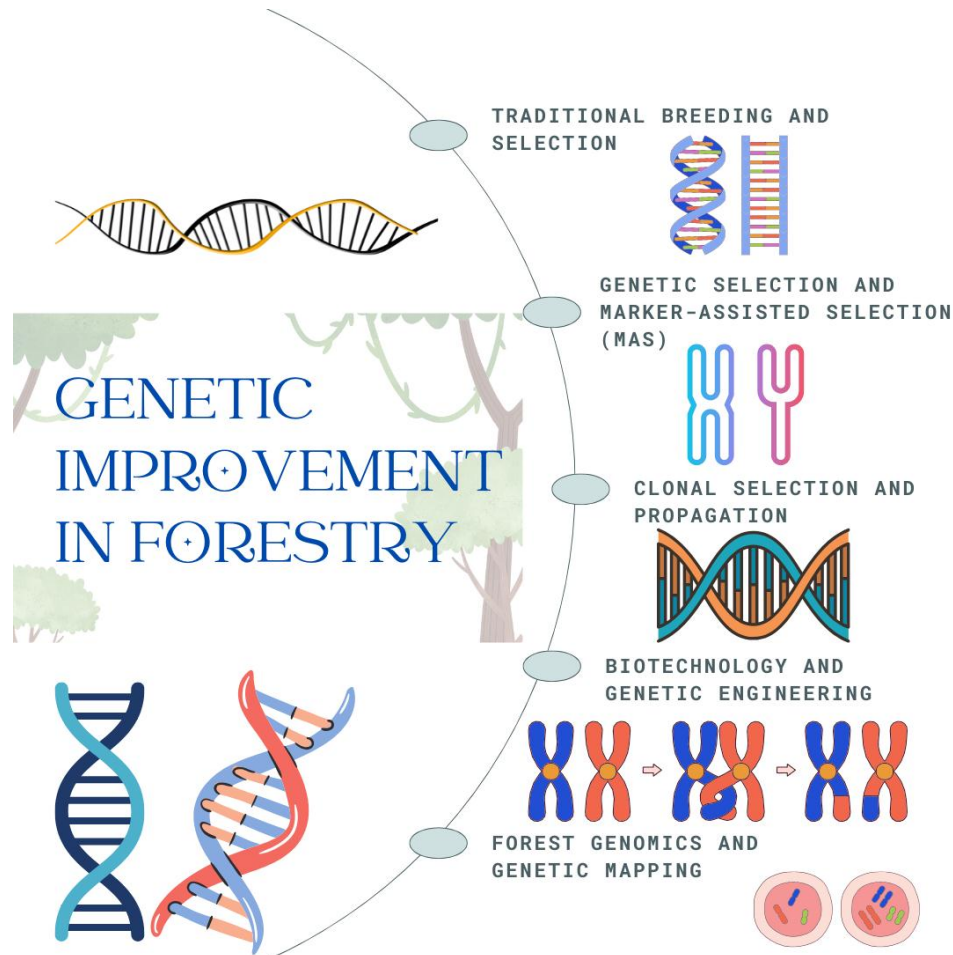 GENETIC
IMPROVEMENT
IN FORESTRY
TRADITIONAL BREEDING AND
SELECTION
GENETIC SELECTION AND
MARKER-ASSISTED SELECTION
(MAS)
CLONAL SELECTION AND
PROPAGATION
BIOTECHNOLOGY AND
GENETIC ENGINEERING
FOREST GENOMICS AND
GENETIC MAPPING